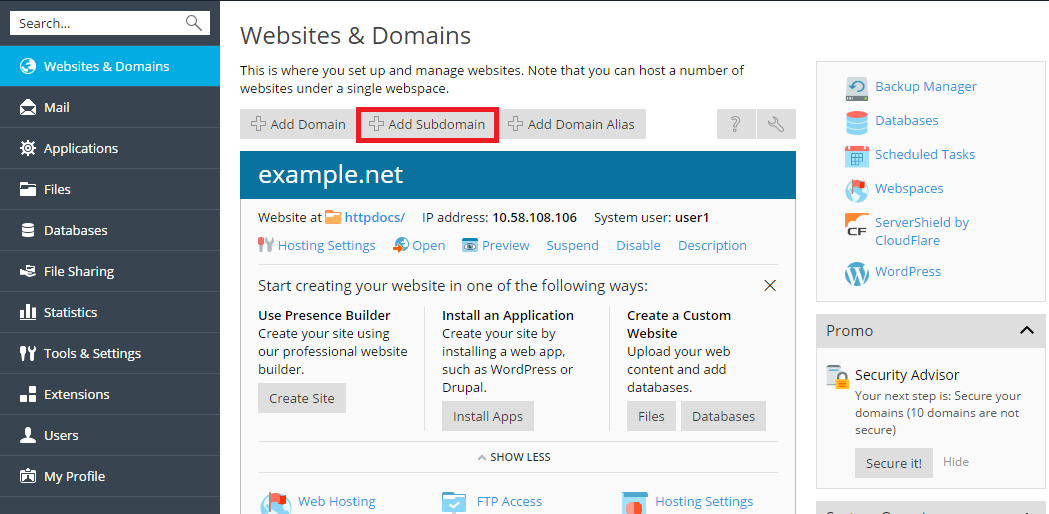 Search...
Websites & Domains
Mail
Applications
Files
Databases
File Sharing
Statistics
Tools & Settings
Extensions
Users
My Profile
Websites & Domains
This is where you set up and manage websites. Note that you can host a number of
websites under a single webspace.
Add Domain
Add Subdomain
Add Domain Alias
?
example.net
Website at httpdocs/ IP address: 10.58.108.106 System user: user1
Hosting Settings Open Preview Suspend Disable Description
Start creating your website in one of the following ways:
Use Presence Builder
Create your site using
our professional website
builder.
Create Site
Install an Application
Create your site by
installing a web app,
such as WordPress or
Drupal.
Install Apps
Create a Custom
Website
Upload your web
content and add
databases.
Files
Databases
SHOW LESS
Web Hosting
FTP Access
Hosting Settings
Backup Manager
Databases
Scheduled Tasks
Webspaces
CF
ServerShield by
CloudFlare
WordPress
Promo
Security Advisor
Your next step is: Secure your
domains (10 domains are not
secure)
Secure it!
Hide